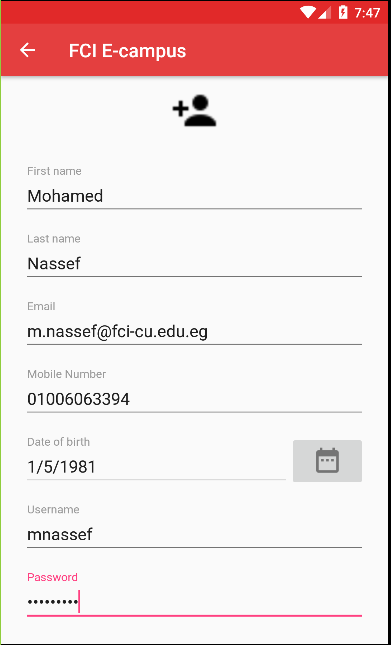 7:47
FCI E-campus
First name
Mohamed
Last name
Nassef
Email
m.nassef@fci-cu.edu.eg
Mobile Number
01006063394
Date of birth
1/5/1981
Username
mnassef
Password
•••••••••